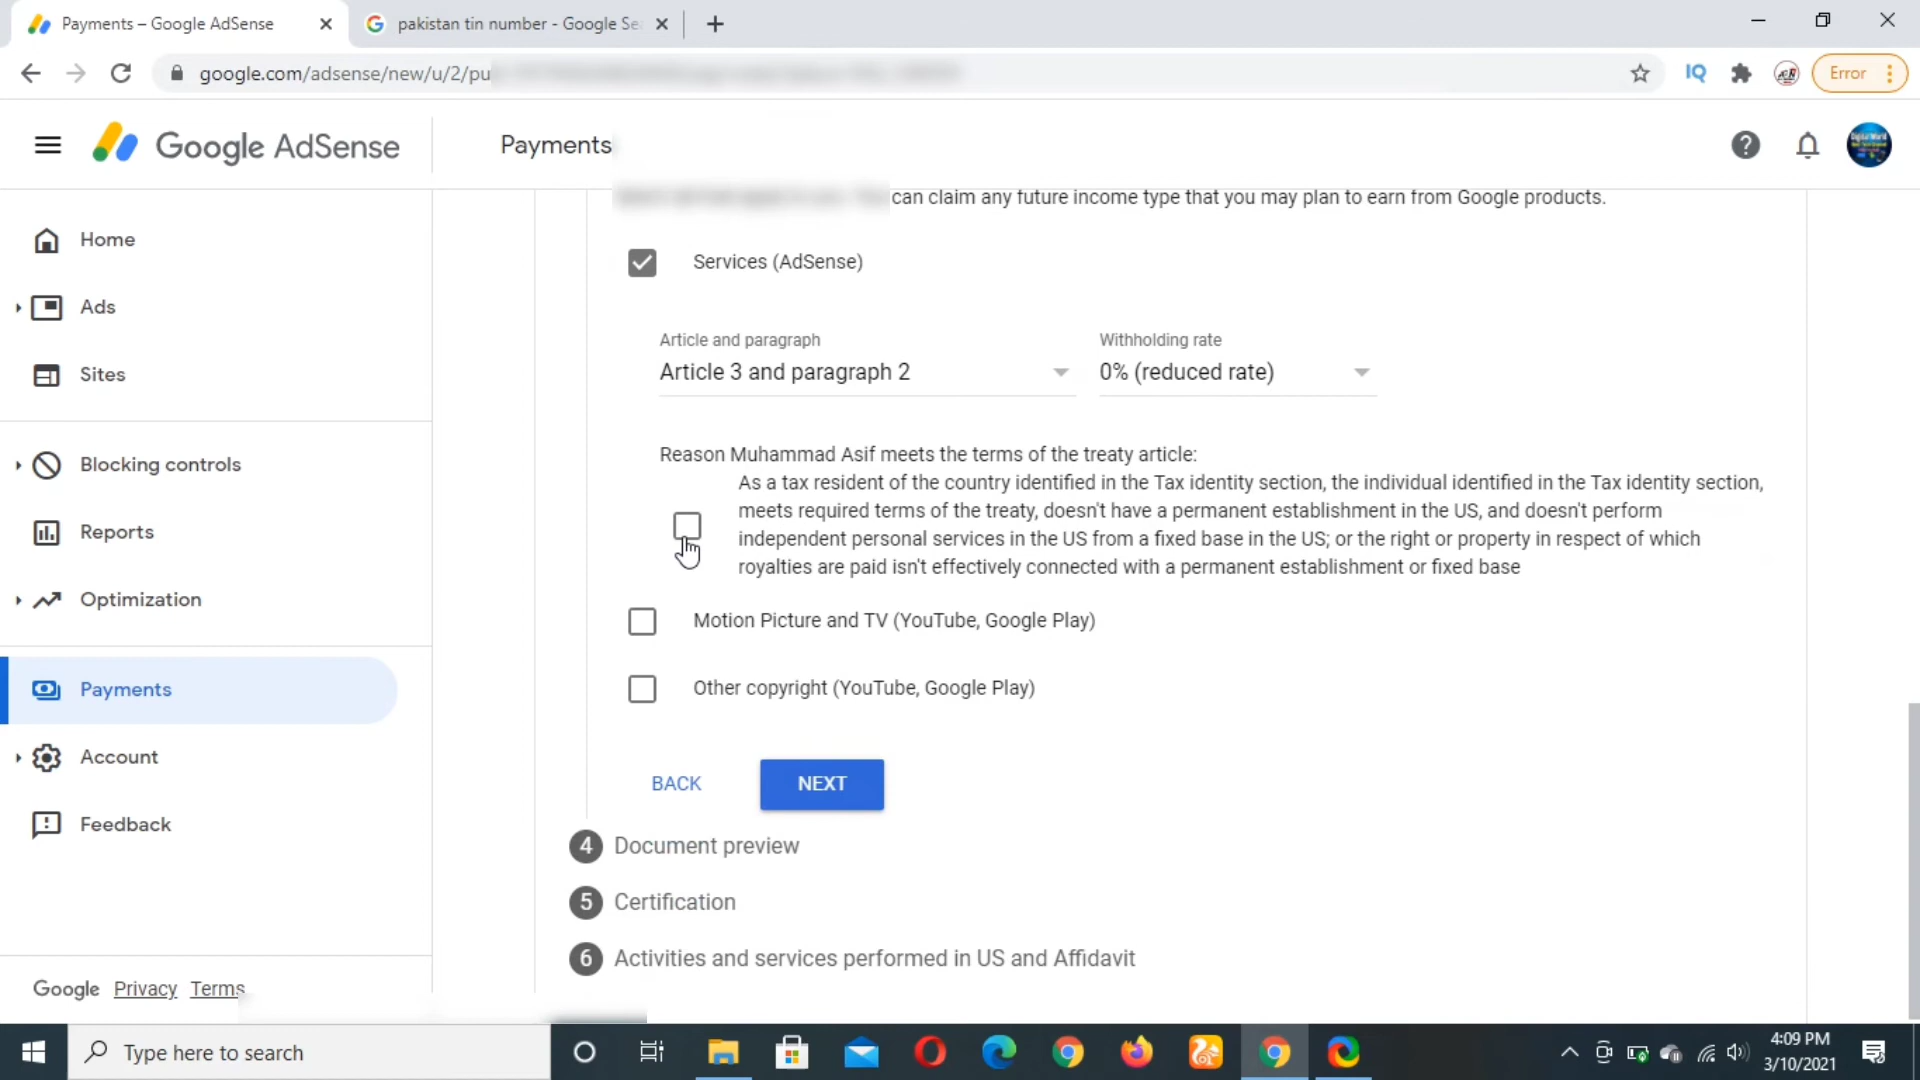 Payments – Google AdSense
pakistan tin number - Google Se
google.com/adsense/new/u/2/pu
IQ
Error
Google AdSense
Payments
Home
Ads
Sites
Blocking controls
Reports
Optimization
Payments
Account
Feedback
Google Privacy Terms
can claim any future income type that you may plan to earn from Google products.
Services (AdSense)
Article and paragraph
Article 3 and paragraph 2
Withholding rate
0% (reduced rate)
Reason Muhammad Asif meets the terms of the treaty article:
As a tax resident of the country identified in the Tax identity section, the individual identified in the Tax identity section,
meets required terms of the treaty, doesn't have a permanent establishment in the US, and doesn't perform
independent personal services in the US from a fixed base in the US; or the right or property in respect of which
royalties are paid isn't effectively connected with a permanent establishment or fixed base
Motion Picture and TV (YouTube, Google Play)
Other copyright (YouTube, Google Play)
BACK
NEXT
4 Document preview
5 Certification
6 Activities and services performed in US and Affidavit
Type here to search
4:09 PM
3/10/2021